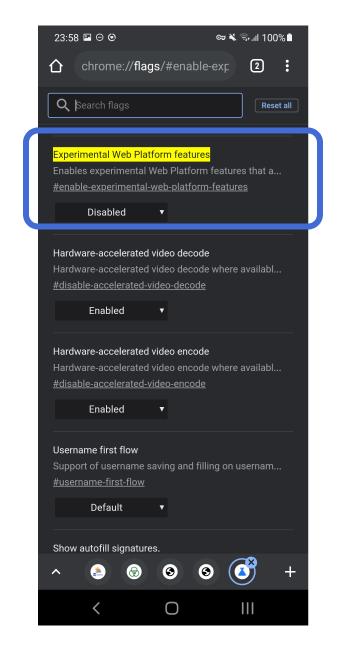 23:58 100%
chrome://flags/#enable-exp 2
Search flags Reset all
Experimental Web Platform features
Enables experimental Web Platform features that a...
#enable-experimental-web-platform-features
Disabled
Hardware-accelerated video decode
Hardware-accelerated video decode where availabl...
#disable-accelerated-video-decode
Enabled
Hardware-accelerated video encode
Hardware-accelerated video encode where availabl...
#disable-accelerated-video-encode
Enabled
Username first flow
Support of username saving and filling on usernam...
#username-first-flow
Default
Show autofill signatures.